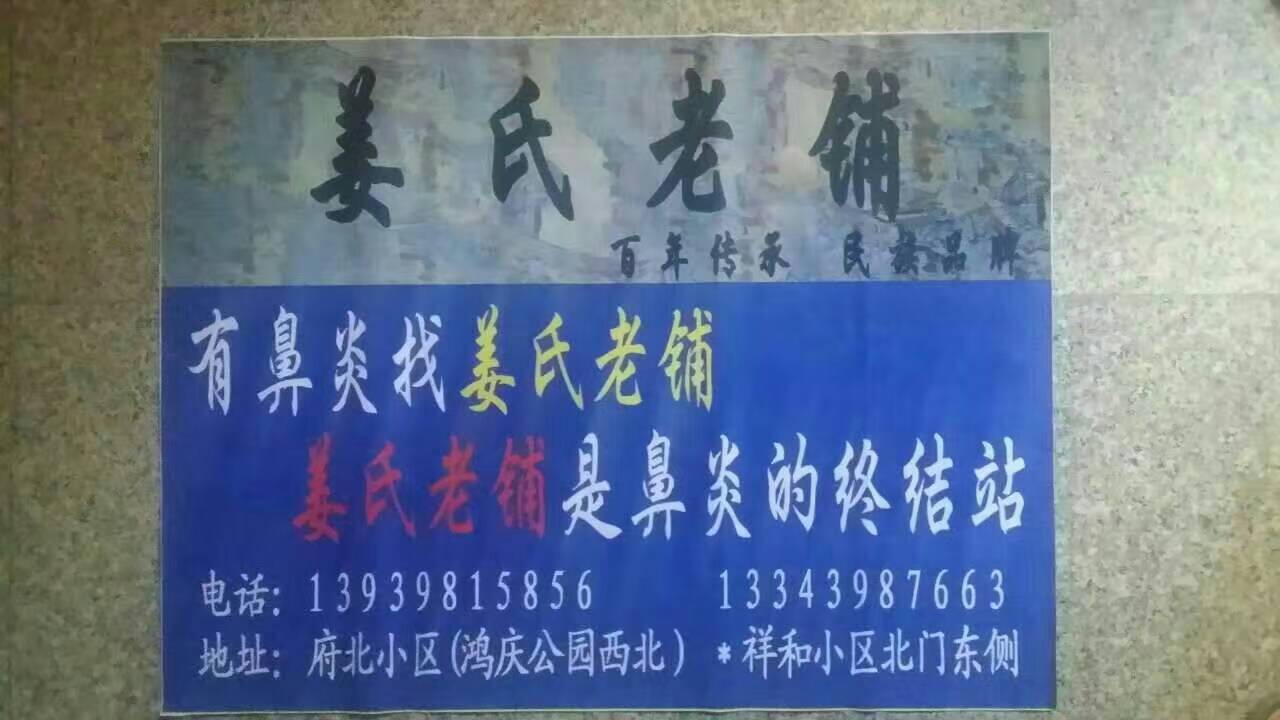 姜氏老铺
百年传承 民族品牌
有鼻炎找姜氏老铺
姜氏老铺是鼻炎的终结站
电话：13939815856 13343987663
地址：府北小区(鸿庆公园西北）*祥和小区北门东侧